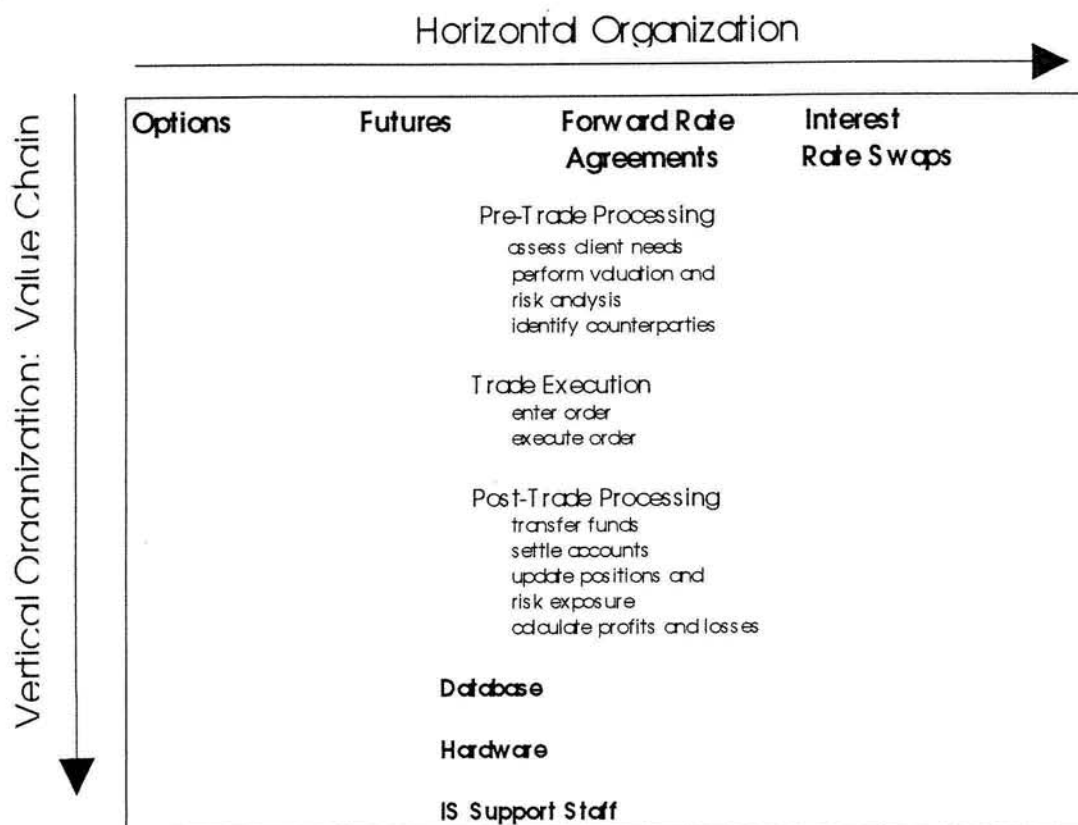 Horizontal Organization
Vertical Organization: Value Chain
Options
Futures
Forward Rate
Agreements
Interest
Rate Swaps
Pre-Trade Processing
assess client needs
perform valuation and
risk analysis
identify counterparties
Trade Execution
enter order
execute order
Post-Trade Processing
transfer funds
settle accounts
update positions and
risk exposure
calculate profits and losses
Database
Hardware
IS Support Staff